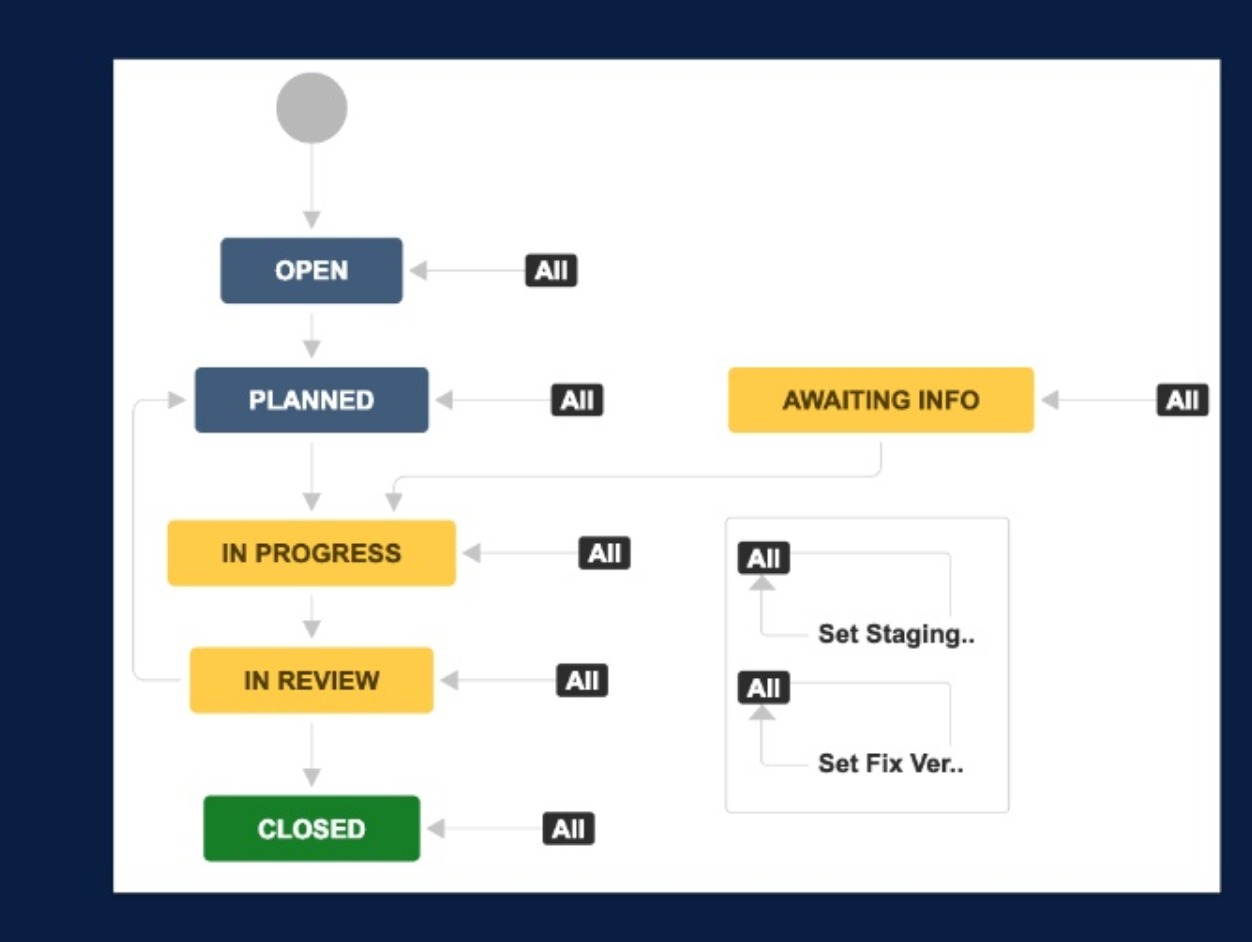 OPEN
All
PLANNED
All
AWAITING INFO
All
IN PROGRESS
All
All
Set Staging..
IN REVIEW
All
All
Set Fix Ver..
CLOSED
All